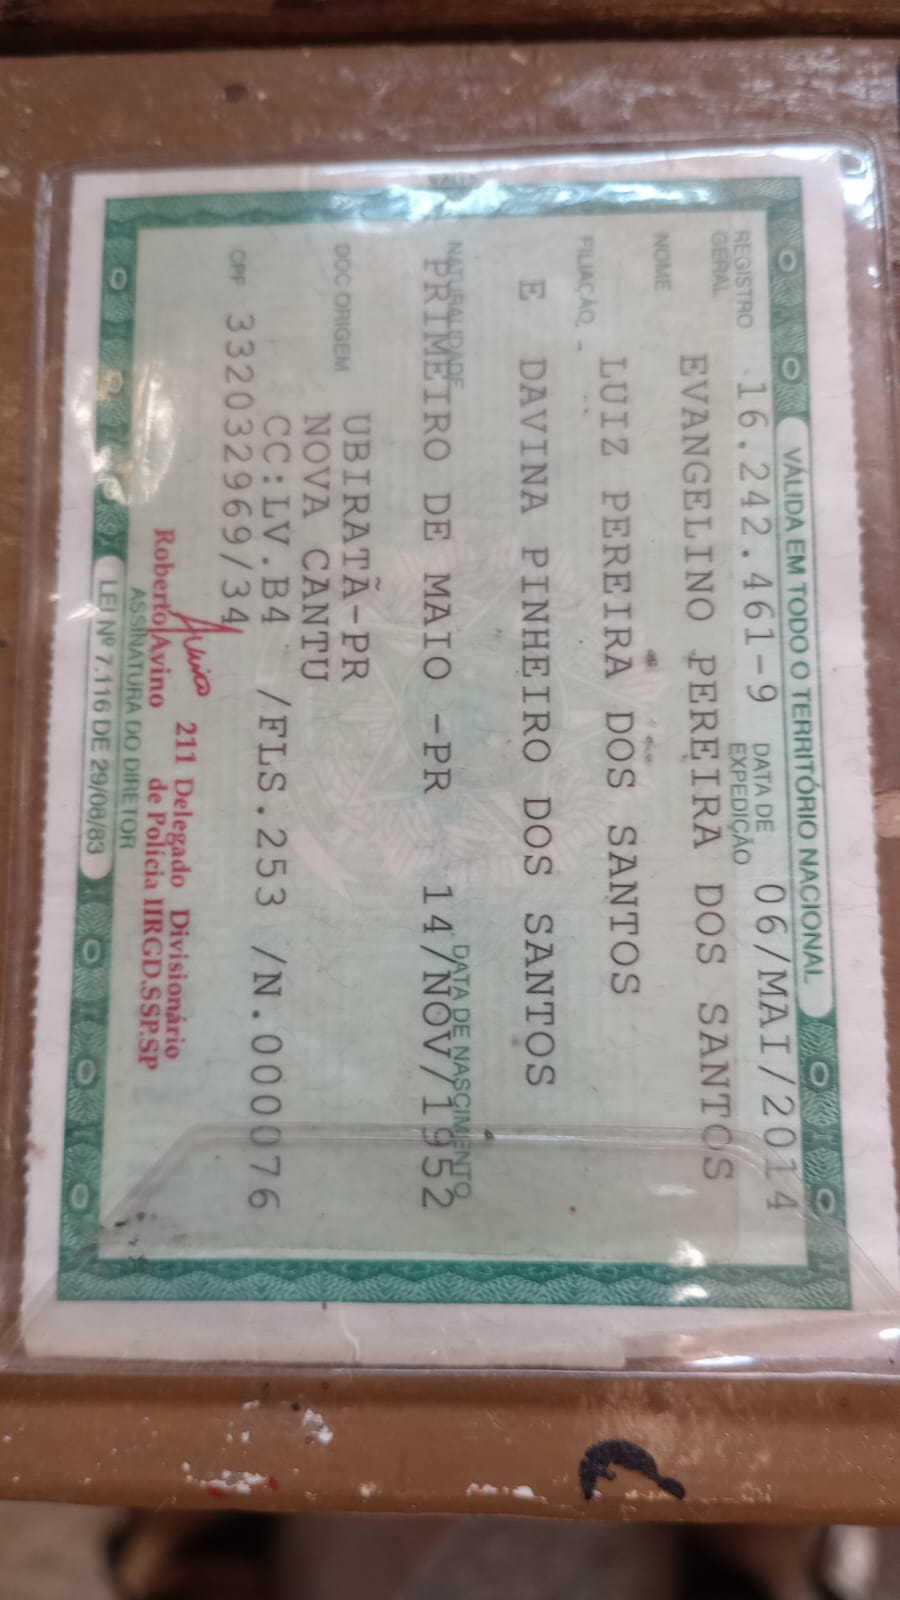 VÁLIDA EM TODO O TERRITÓRIO NACIONAL
REGISTRO GERAL 16.242.461-9 DATA DE EXPEDIÇÃO 06/MAI/2014
NOME EVANGELINO PEREIRA DOS SANTOS
FILIAÇÃO LUIZ PEREIRA DOS SANTOS
E DAVINA PINHEIRO DOS SANTOS
NATURALIDADE DATA DE NASCIMENTO
PRIMEIRO DE MAIO -PR 14/NOV/1952
DOC ORIGEM UBIRATÃ-PR
NOVA CANTU
CC:LV.B4 /FLS.253 /N.000076
CPF 332032969/34
211 Delegado Divisionário
Roberto Avino de Polícia IIRGD.SSP.SP
ASSINATURA DO DIRETOR
LEI Nº 7.116 DE 29/08/83